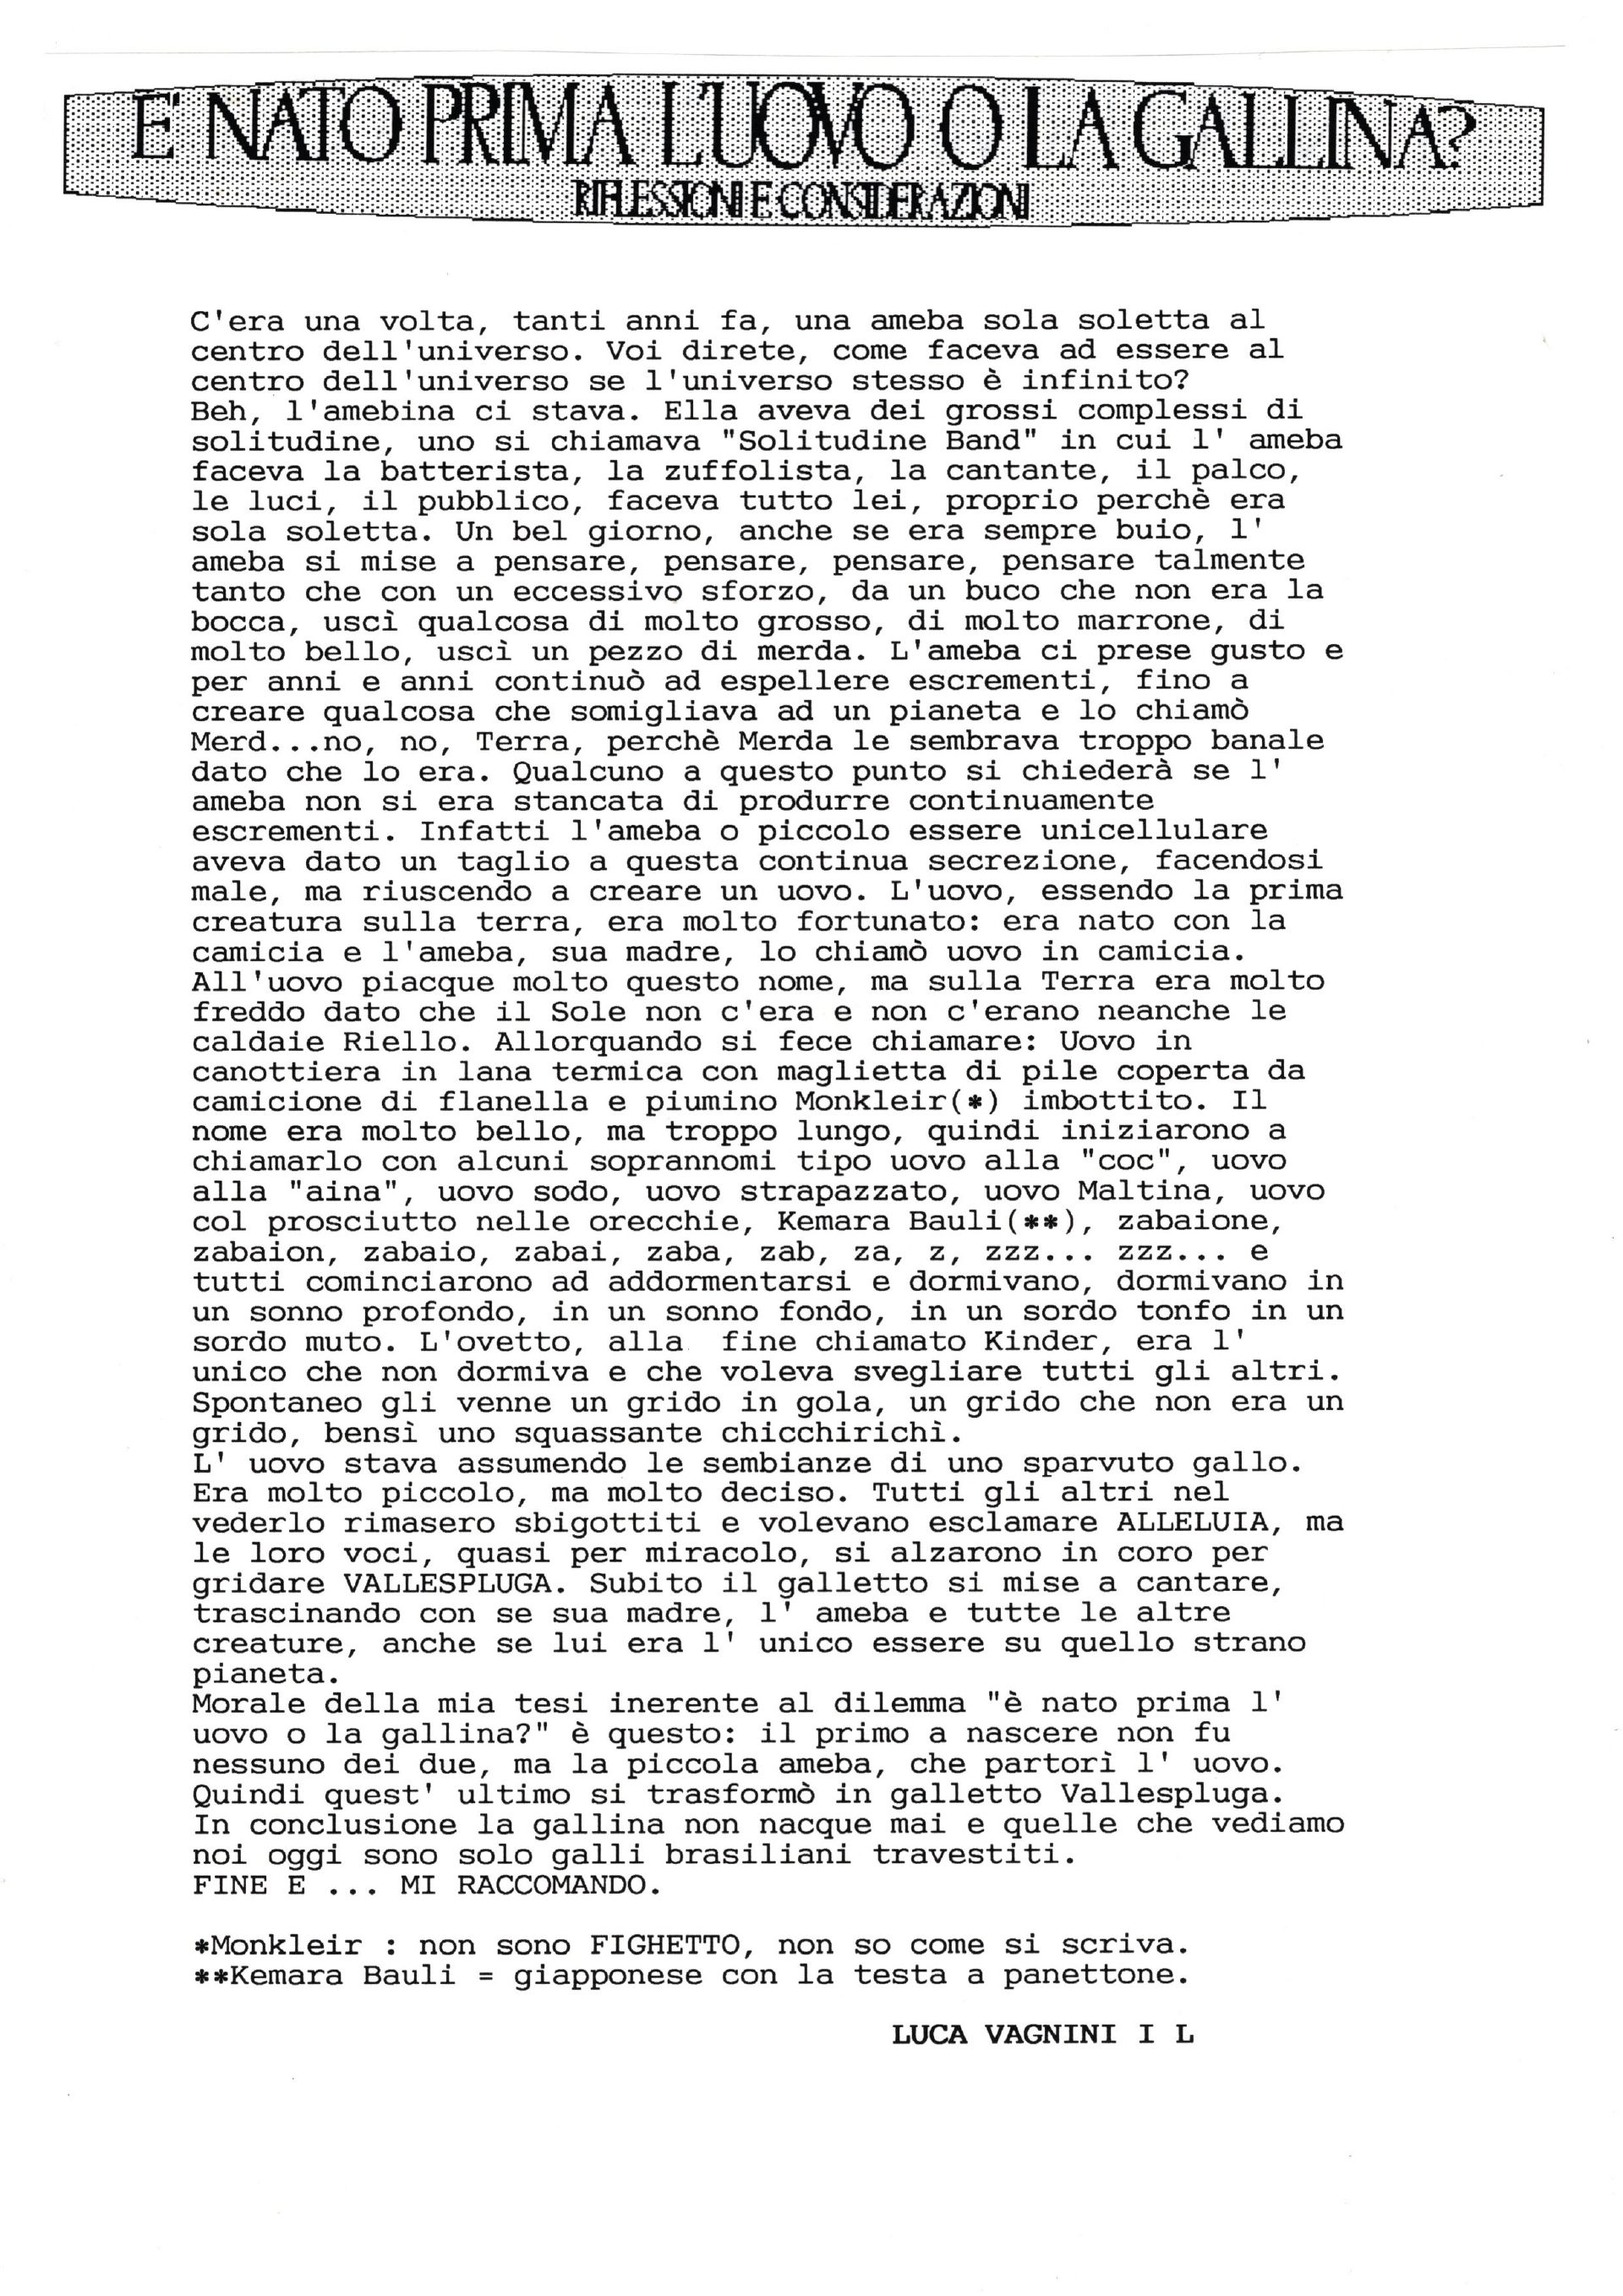 E' NATO PRIMA L'UOVO O LA GALLINA?
RIFLESSIONI E CONSIDERAZIONI
C'era una volta, tanti anni fa, una ameba sola soletta al
centro dell'universo. Voi direte, come faceva ad essere al
centro dell'universo se l'universo stesso è infinito?
Beh, l'amebina ci stava. Ella aveva dei grossi complessi di
solitudine, uno si chiamava "Solitudine Band" in cui l' ameba
faceva la batterista, la zuffolista, la cantante, il palco,
le luci, il pubblico, faceva tutto lei, proprio perchè era
sola soletta. Un bel giorno, anche se era sempre buio, l'
ameba si mise a pensare, pensare, pensare, pensare talmente
tanto che con un eccessivo sforzo, da un buco che non era la
bocca, uscì qualcosa di molto grosso, di molto marrone, di
molto bello, uscì un pezzo di merda. L'ameba ci prese gusto e
per anni e anni continuò ad espellere escrementi, fino a
creare qualcosa che somigliava ad un pianeta e lo chiamò
Merd...no, no, Terra, perchè Merda le sembrava troppo banale
dato che lo era. Qualcuno a questo punto si chiederà se l'
ameba non si era stancata di produrre continuamente
escrementi. Infatti l'ameba o piccolo essere unicellulare
aveva dato un taglio a questa continua secrezione, facendosi
male, ma riuscendo a creare un uovo. L'uovo, essendo la prima
creatura sulla terra, era molto fortunato: era nato con la
camicia e l'ameba, sua madre, lo chiamò uovo in camicia.
All'uovo piacque molto questo nome, ma sulla Terra era molto
freddo dato che il Sole non c'era e non c'erano neanche le
caldaie Riello. Allorquando si fece chiamare: Uovo in
canottiera in lana termica con maglietta di pile coperta da
camicione di flanella e piumino Monkleir(*) imbottito. Il
nome era molto bello, ma troppo lungo, quindi iniziarono a
chiamarlo con alcuni soprannomi tipo uovo alla "coc", uovo
alla "aina", uovo sodo, uovo strapazzato, uovo Maltina, uovo
col prosciutto nelle orecchie, Kemara Bauli(**), zabaione,
zabaion, zabaio, zabai, zaba, zab, za, z, zzz... zzz... e
tutti cominciarono ad addormentarsi e dormivano, dormivano in
un sonno profondo, in un sonno fondo, in un sordo tonfo in un
sordo muto. L'ovetto, alla fine chiamato Kinder, era l'
unico che non dormiva e che voleva svegliare tutti gli altri.
Spontaneo gli venne un grido in gola, un grido che non era un
grido, bensì uno squassante chicchirichì.
L' uovo stava assumendo le sembianze di uno sparvuto gallo.
Era molto piccolo, ma molto deciso. Tutti gli altri nel
vederlo rimasero sbigottiti e volevano esclamare ALLELUIA, ma
le loro voci, quasi per miracolo, si alzarono in coro per
gridare VALLESPLUGA. Subito il galletto si mise a cantare,
trascinando con se sua madre, l' ameba e tutte le altre
creature, anche se lui era l' unico essere su quello strano
pianeta.
Morale della mia tesi inerente al dilemma "è nato prima l'
uovo o la gallina?" è questo: il primo a nascere non fu
nessuno dei due, ma la piccola ameba, che partorì l' uovo.
Quindi quest' ultimo si trasformò in galletto Vallespluga.
In conclusione la gallina non nacque mai e quelle che vediamo
noi oggi sono solo galli brasiliani travestiti.
FINE E ... MI RACCOMANDO.
*Monkleir : non sono FIGHETTO, non so come si scriva.
**Kemara Bauli = giapponese con la testa a panettone.
LUCA VAGNINI I L